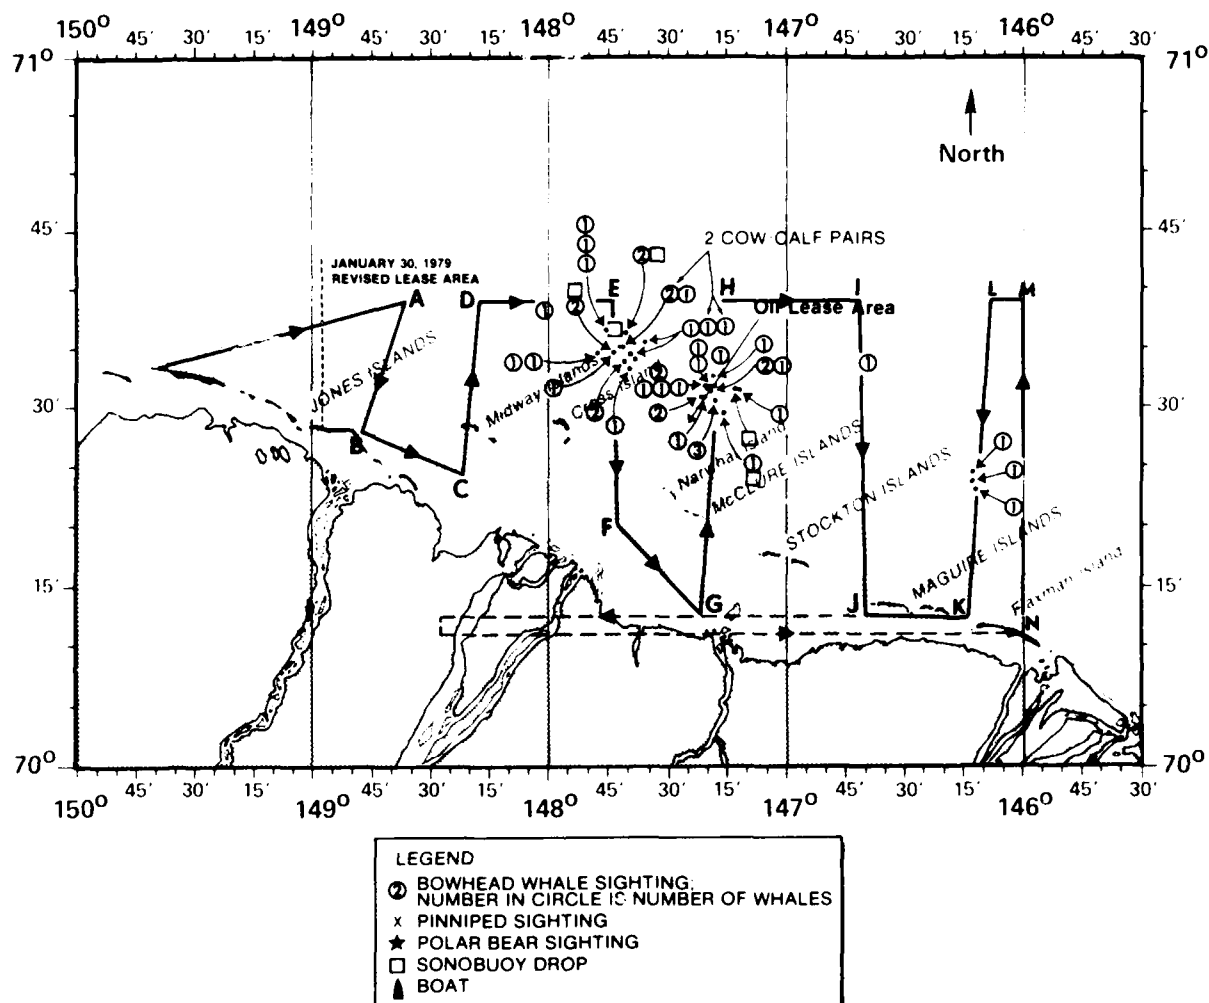 150° 149° 148° 147° 146°
45′ 30′ 15′ 45′ 30′ 15′ 45′ 30′ 15′ 45′ 30′ 15′ 45′ 30′
71° 71°
North
45′ 45′
2 COW CALF PAIRS
JANUARY 30, 1979
REVISED LEASE AREA
A D E H I L M
Oil Lease Area
JONES ISLANDS
Midway Islands
Cross Island
30′ 30′
B
C
F
Narwhal Island
McCLURE ISLANDS
STOCKTON ISLANDS
MAGUIRE ISLANDS
Flaxman Island
15′ 15′
G J K
N
70° 70°
45′ 30′ 15′ 45′ 30′ 15′ 45′ 30′ 15′ 45′ 30′ 15′ 45′ 30′
150° 149° 148° 147° 146°
LEGEND
2 BOWHEAD WHALE SIGHTING;
NUMBER IN CIRCLE IS NUMBER OF WHALES
x PINNIPED SIGHTING
★ POLAR BEAR SIGHTING
□ SONOBUOY DROP
BOAT